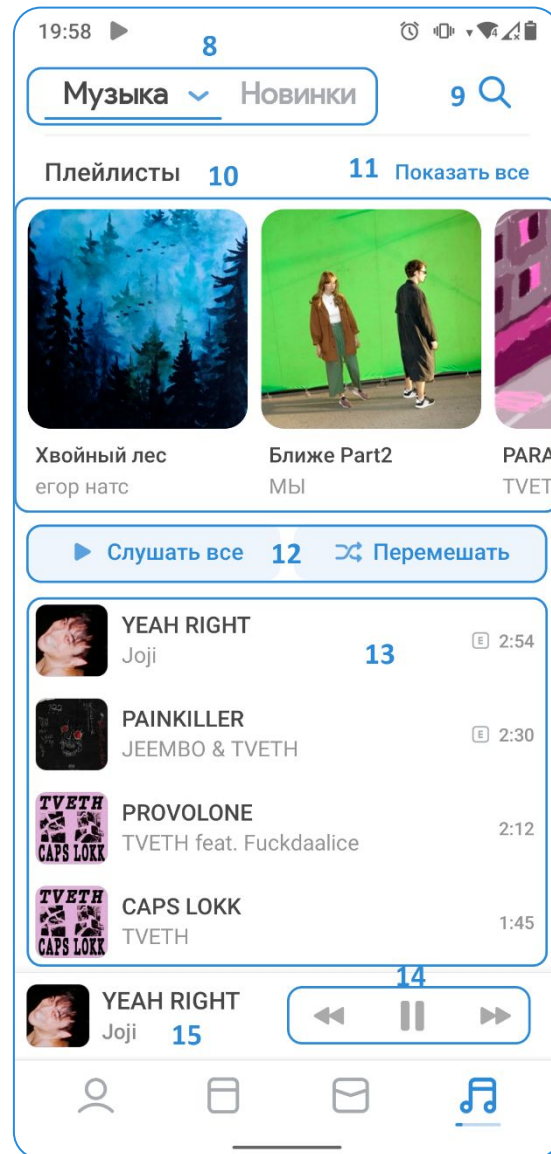 19:58
8
Музыка Новинки 9
Плейлисты 10 11 Показать все
Хвойный лес Ближе Part2 PARA
егор натс МЫ TVET
Слушать все 12 Перемешать
YEAH RIGHT
Joji 13 E 2:54
PAINKILLER
JEEMBO & TVETH E 2:30
TVETH
CAPS LOKK
PROVOLONE
TVETH feat. Fuckdaalice 2:12
TVETH
CAPS LOKK
CAPS LOKK
TVETH 1:45
14
YEAH RIGHT
Joji 15